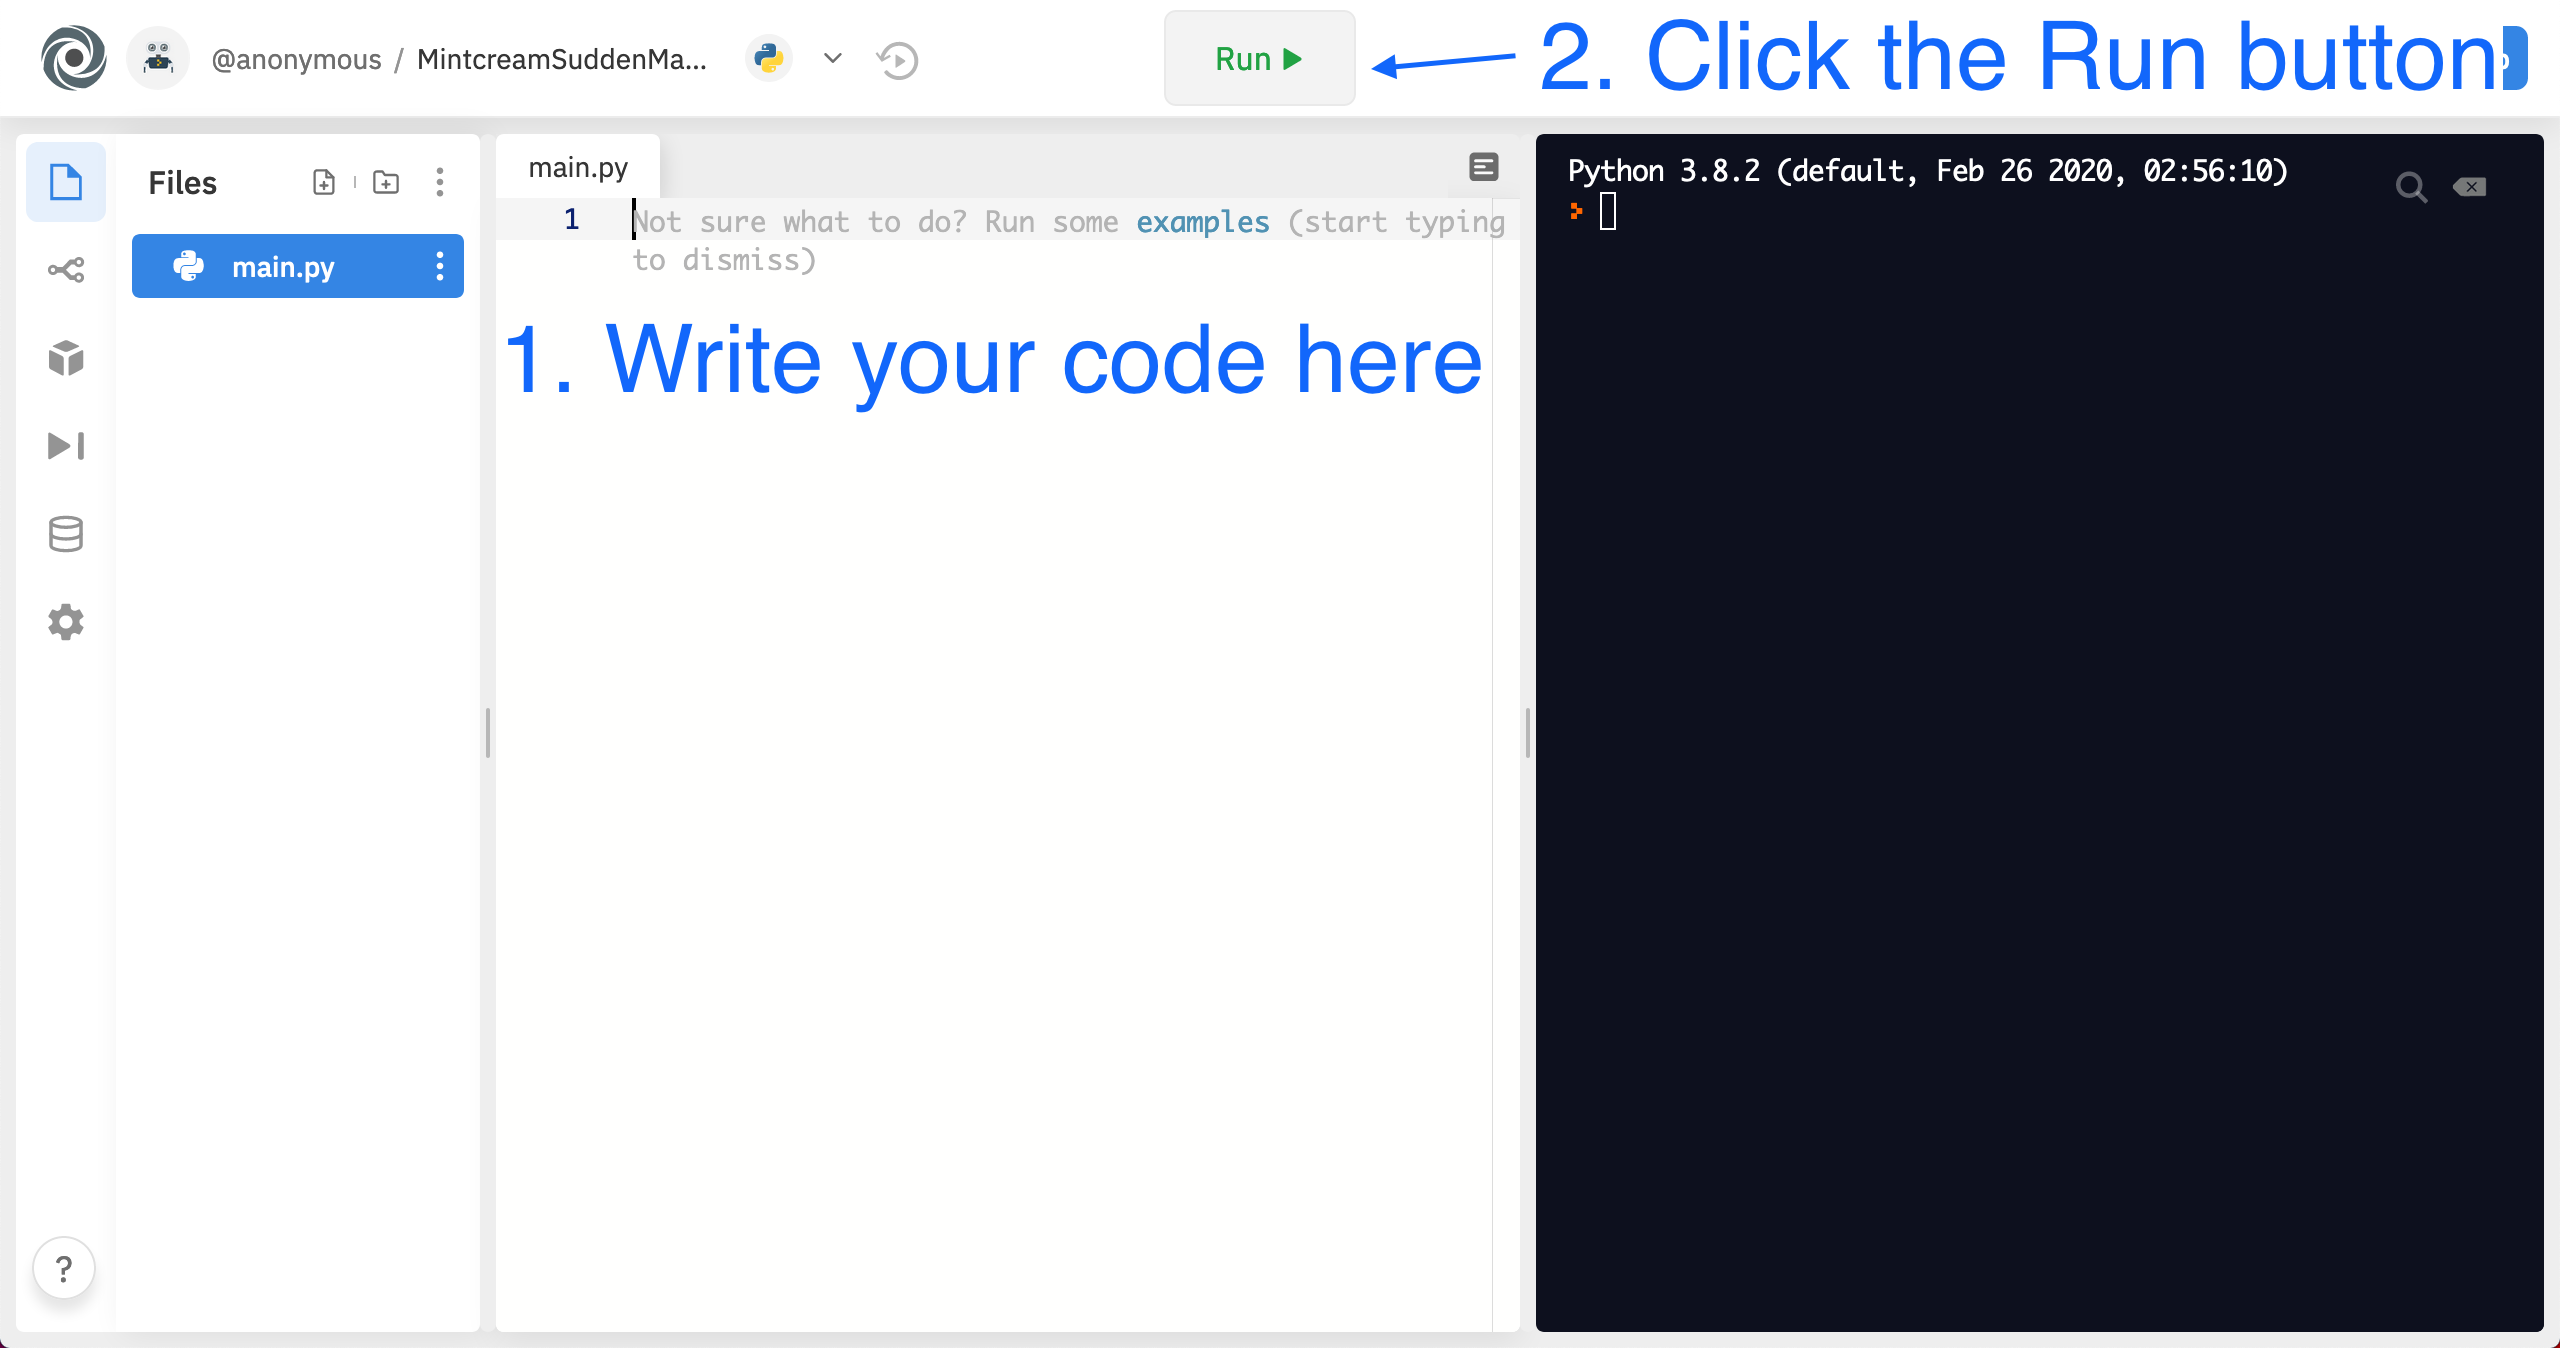 @anonymous / MintcreamSuddenMa...
Run
2. Click the Run button
Files
main.py
main.py
1
Not sure what to do? Run some examples (start typing
to dismiss)
1. Write your code here
Python 3.8.2 (default, Feb 26 2020, 02:56:10)
?